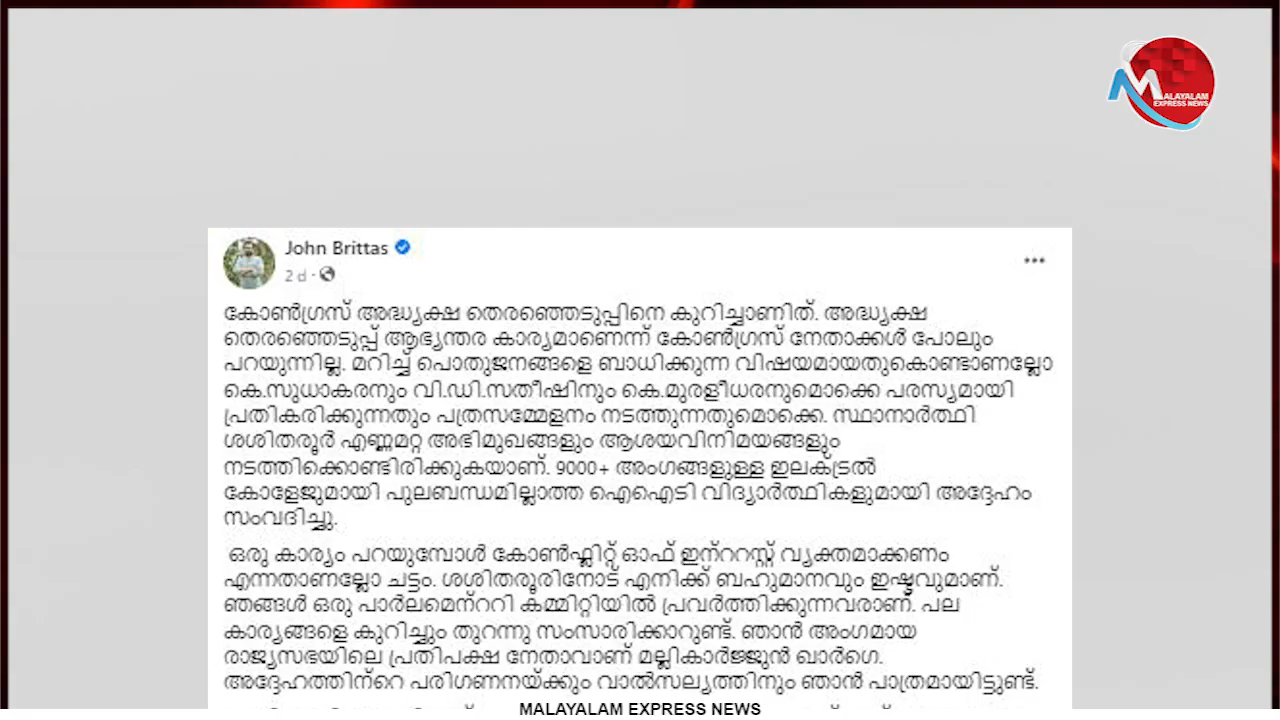 MALAYALAM
EXPRESS NEWS
John Brittas
2 d
കോൺഗ്രസ് അദ്ധ്യക്ഷ തെരഞ്ഞെടുപ്പിനെ കുറിച്ചാണിത്. അദ്ധ്യക്ഷ
തെരഞ്ഞെടുപ്പ് ആഭ്യന്തര കാര്യമാണെന്ന് കോൺഗ്രസ് നേതാക്കൾ പോലും
പറയുന്നില്ല. മറിച്ച് പൊതുജനങ്ങളെ ബാധിക്കുന്ന വിഷയമായതുകൊണ്ടാണല്ലോ
കെ.സുധാകരനും വി.ഡി.സതീഷിനും കെ.മുരളീധരനുമൊക്കെ പരസ്യമായി
പ്രതികരിക്കുന്നതും പത്രസമ്മേളനം നടത്തുന്നതുമൊക്കെ. സ്ഥാനാർത്ഥി
ശശിതരൂർ എണ്ണമറ്റ അഭിമുഖങ്ങളും ആശയവിനിമയങ്ങളും
നടത്തിക്കൊണ്ടിരിക്കുകയാണ്. 9000+ അംഗങ്ങളുള്ള ഇലക്ട്രൽ
കോളേജുമായി പുലബന്ധമില്ലാത്ത ഐഐടി വിദ്യാർത്ഥികളുമായി അദ്ദേഹം
സംവദിച്ചു.
ഒരു കാര്യം പറയുമ്പോൾ കോൺഫ്ലിറ്റ് ഓഫ് ഇന്ററസ്റ്റ് വ്യക്തമാക്കണം
എന്നതാണല്ലോ ചട്ടം. ശശിതരൂരിനോട് എനിക്ക് ബഹുമാനവും ഇഷ്ടവുമാണ്.
ഞങ്ങൾ ഒരു പാർലമെന്ററി കമ്മിറ്റിയിൽ പ്രവർത്തിക്കുന്നവരാണ്. പല
കാര്യങ്ങളെ കുറിച്ചും തുറന്നു സംസാരിക്കാറുണ്ട്. ഞാൻ അംഗമായ
രാജ്യസഭയിലെ പ്രതിപക്ഷ നേതാവാണ് മല്ലികാർജ്ജുൻ ഖാർഗെ.
അദ്ദേഹത്തിന്റെ പരിഗണനയ്ക്കും വാൽസല്യത്തിനും ഞാൻ പാത്രമായിട്ടുണ്ട്.
MALAYALAM EXPRESS NEWS